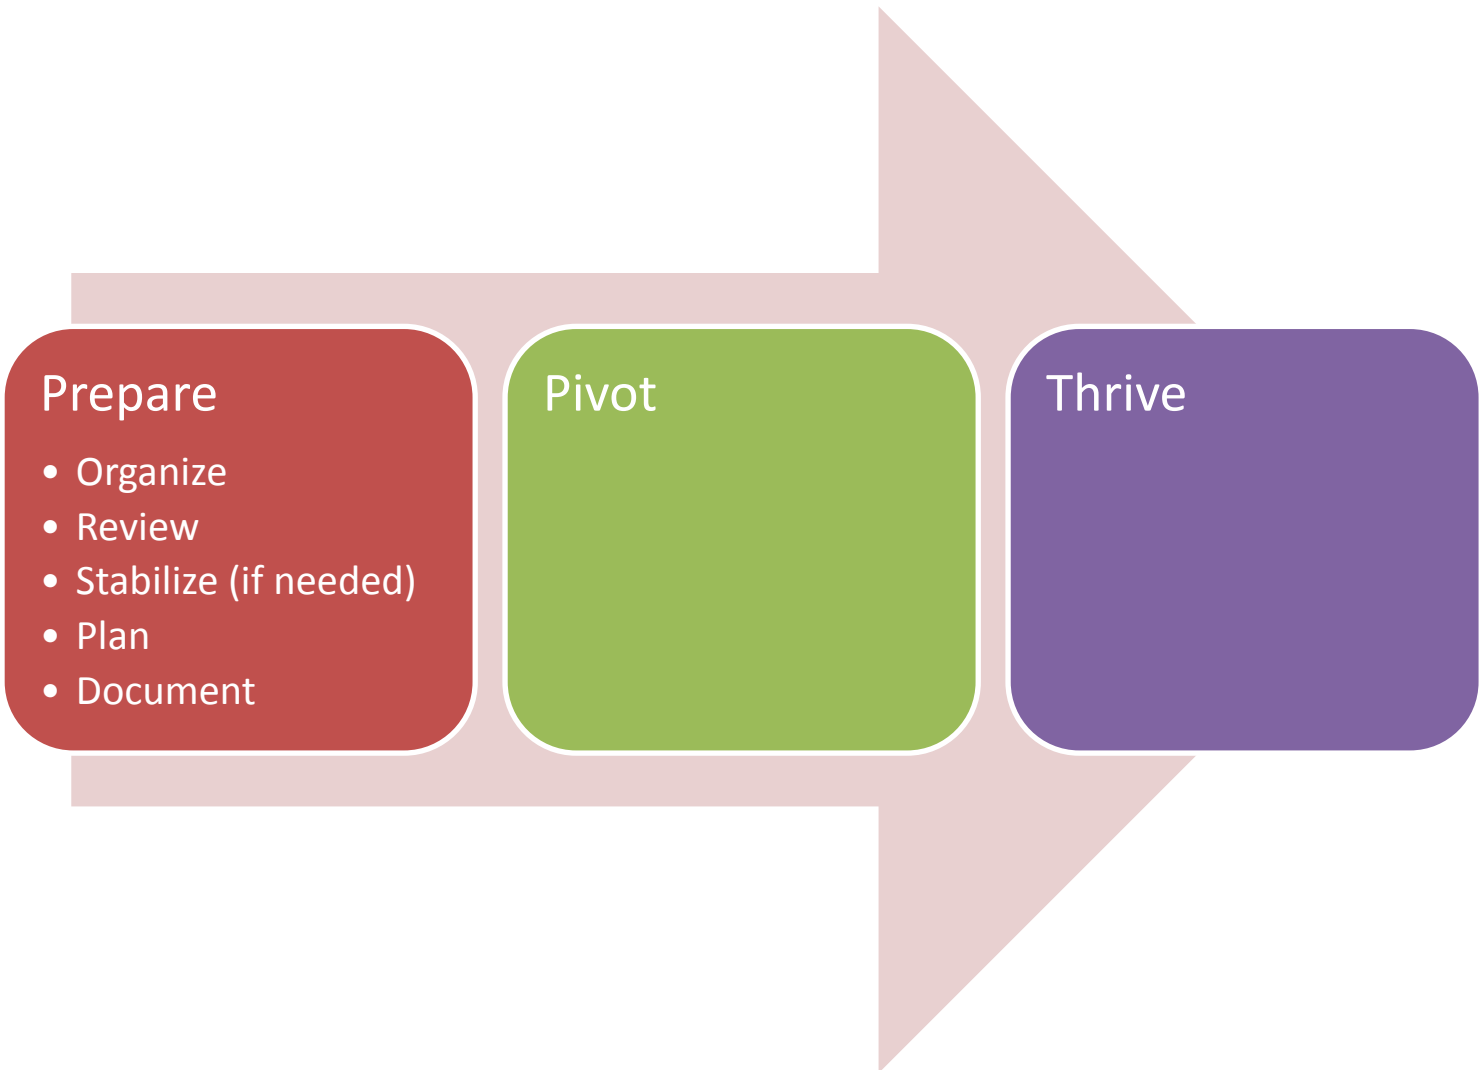 Prepare
• Organize
• Review
• Stabilize (if needed)
• Plan
• Document
Pivot
Thrive